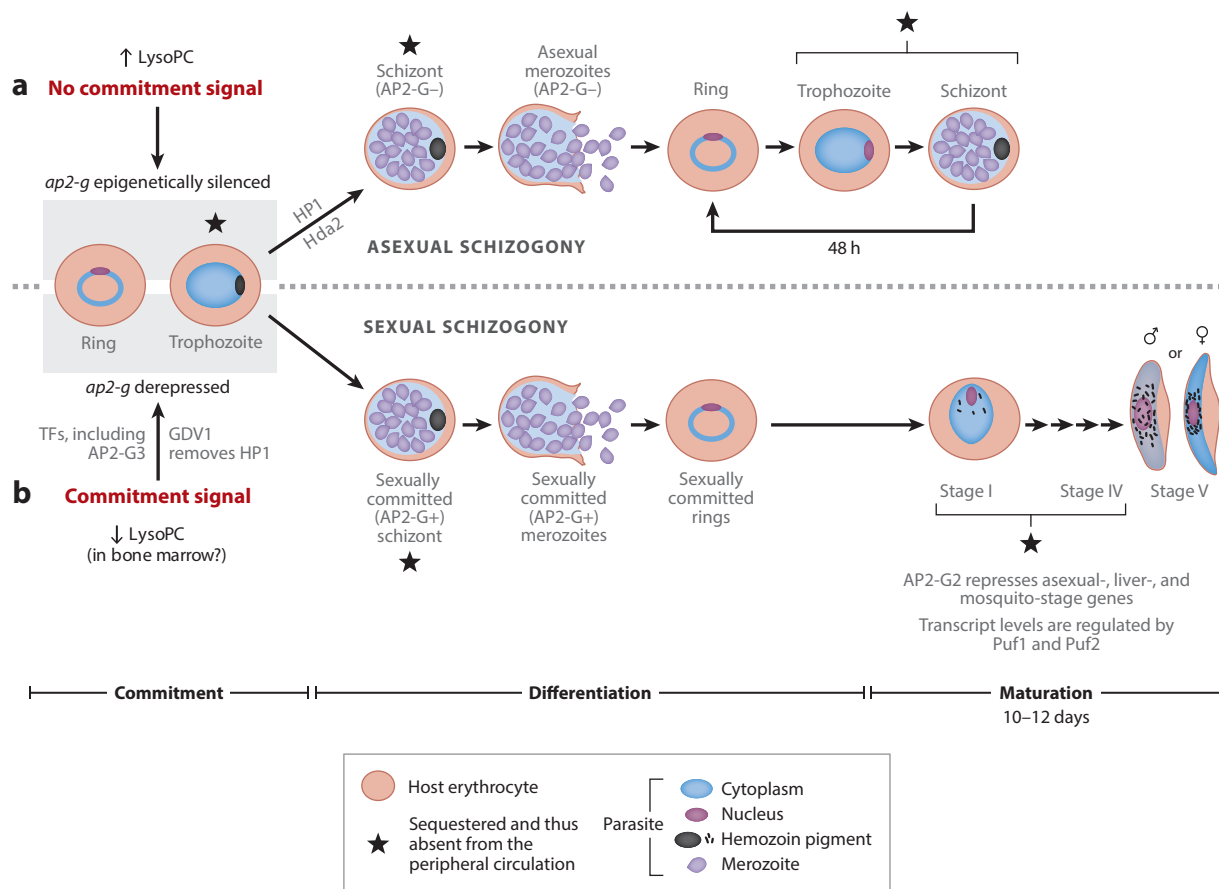 ↑ LysoPC
a
No commitment signal
ap2-g epigenetically silenced
Ring
Trophozoite
ap2-g derepressed
TFs, including
AP2-G3
GDV1
removes HP1
b
Commitment signal
↓ LysoPC
(in bone marrow?)
HP1
Hda2
Schizont
(AP2-G–)
Asexual
merozoites
(AP2-G–)
Ring
Trophozoite
Schizont
48 h
ASEXUAL SCHIZOGONY
SEXUAL SCHIZOGONY
Sexually
committed
(AP2-G+)
schizont
Sexually
committed
(AP2-G+)
merozoites
Sexually
committed
rings
♂
or
♀
Stage I
Stage IV
Stage V
AP2-G2 represses asexual-, liver-, and
mosquito-stage genes
Transcript levels are regulated by
Puf1 and Puf2
Commitment
Differentiation
Maturation
10–12 days
Host erythrocyte
Sequestered and thus
absent from the
peripheral circulation
Parasite
Cytoplasm
Nucleus
Hemozoin pigment
Merozoite